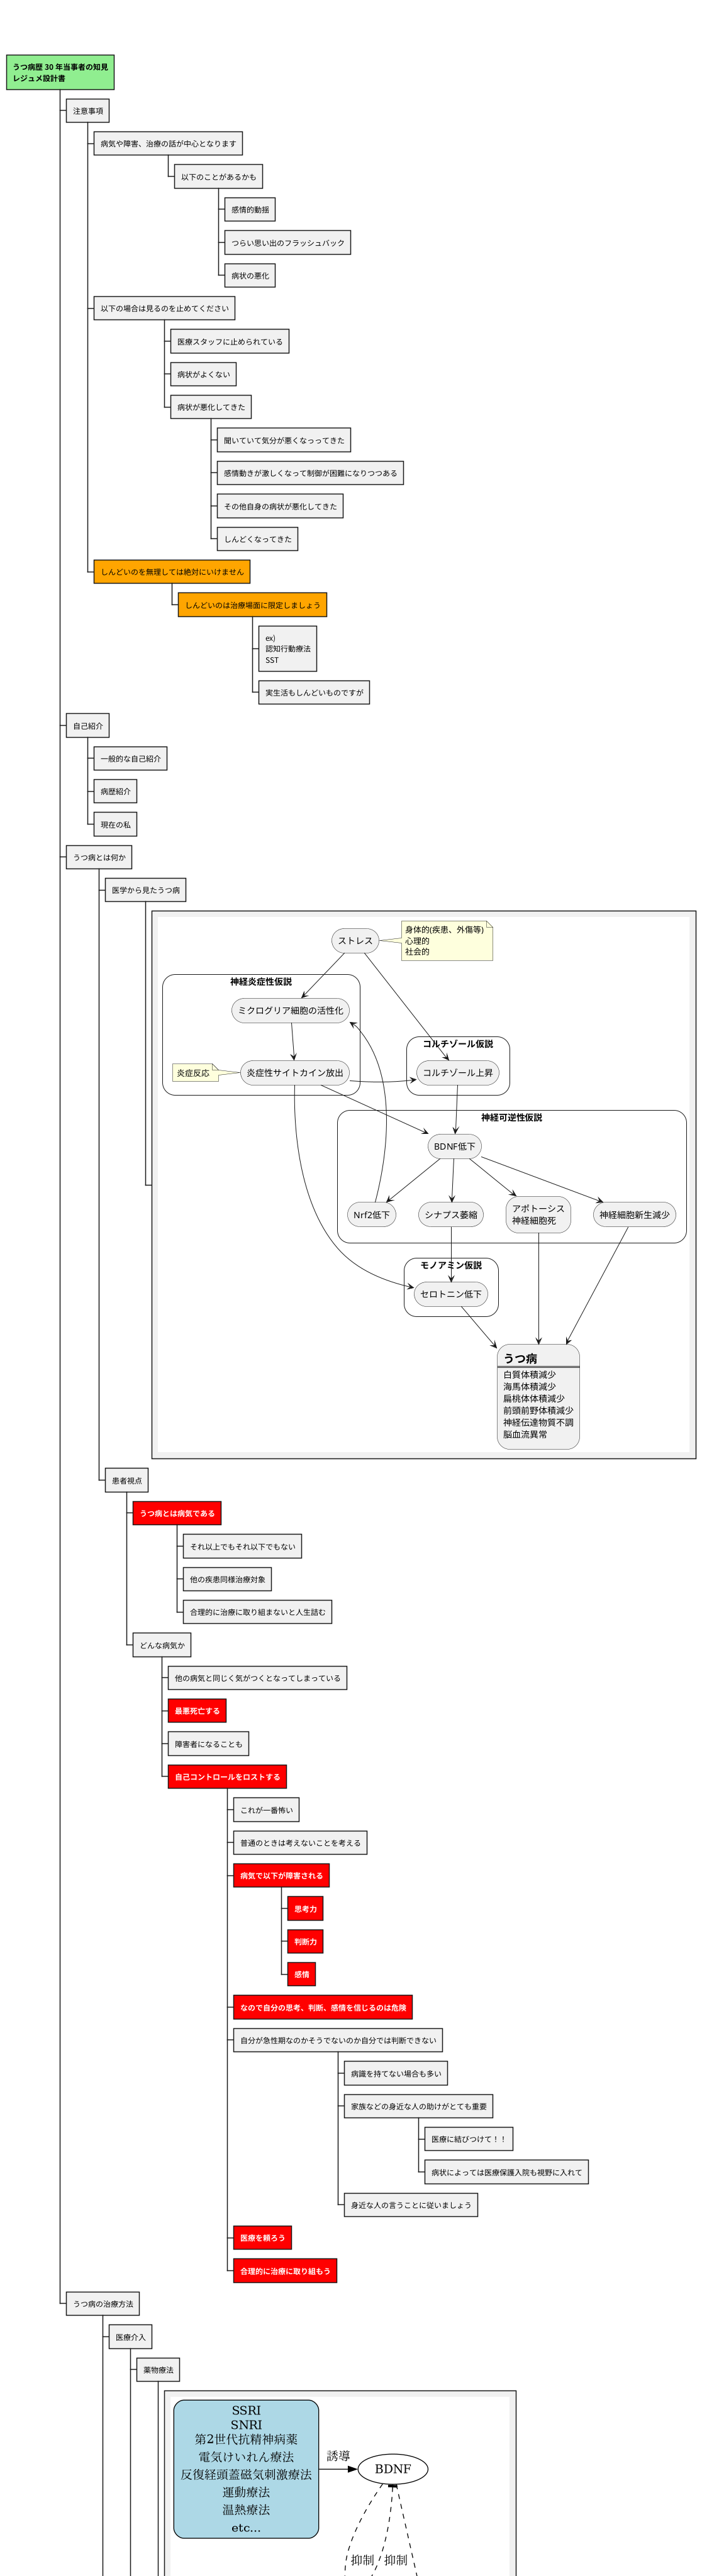 うつ病歴 30 年当事者の知見
レジュメ設計書
注意事項
病気や障害、治療の話が中心となります
以下のことがあるかも
感情的動揺
つらい思い出のフラッシュバック
病状の悪化
以下の場合は見るのを止めてください
医療スタッフに止められている
病状がよくない
病状が悪化してきた
聞いていて気分が悪くなっってきた
感情動きが激しくなって制御が困難になりつつある
その他自身の病状が悪化してきた
しんどくなってきた
しんどいのを無理しては絶対にいけません
しんどいのは治療場面に限定しましょう
ex)
認知行動療法
SST
実生活もしんどいものですが
自己紹介
一般的な自己紹介
病歴紹介
現在の私
うつ病とは何か
医学から見たうつ病
ストレス
身体的(疾患、外傷等)
心理的
社会的
神経炎症性仮説
ミクログリア細胞の活性化
コルチゾール仮説
炎症反応
炎症性サイトカイン放出
コルチゾール上昇
神経可逆性仮説
BDNF低下
Nrf2低下
シナプス萎縮
アポトーシス
神経細胞死
神経細胞新生減少
モノアミン仮説
セロトニン低下
うつ病
白質体積減少
海馬体積減少
扁桃体体積減少
前頭前野体積減少
神経伝達物質不調
脳血流異常
患者視点
うつ病とは病気である
それ以上でもそれ以下でもない
他の疾患同様治療対象
合理的に治療に取り組まないと人生詰む
どんな病気か
他の病気と同じく気がつくとなってしまっている
最悪死亡する
障害者になることも
自己コントロールをロストする
これが一番怖い
普通のときは考えないことを考える
病気で以下が障害される
思考力
判断力
感情
なので自分の思考、判断、感情を信じるのは危険
自分が急性期なのかそうでないのか自分では判断できない
病識を持てない場合も多い
家族などの身近な人の助けがとても重要
医療に結びつけて！！
病状によっては医療保護入院も視野に入れて
身近な人の言うことに従いましょう
医療を頼ろう
合理的に治療に取り組もう
うつ病の治療方法
医療介入
薬物療法
SSRI
SNRI
第2世代抗精神病薬
電気けいれん療法
反復経頭蓋磁気刺激療法
運動療法
温熱療法
etc...
誘導
BDNF
抑制
抑制